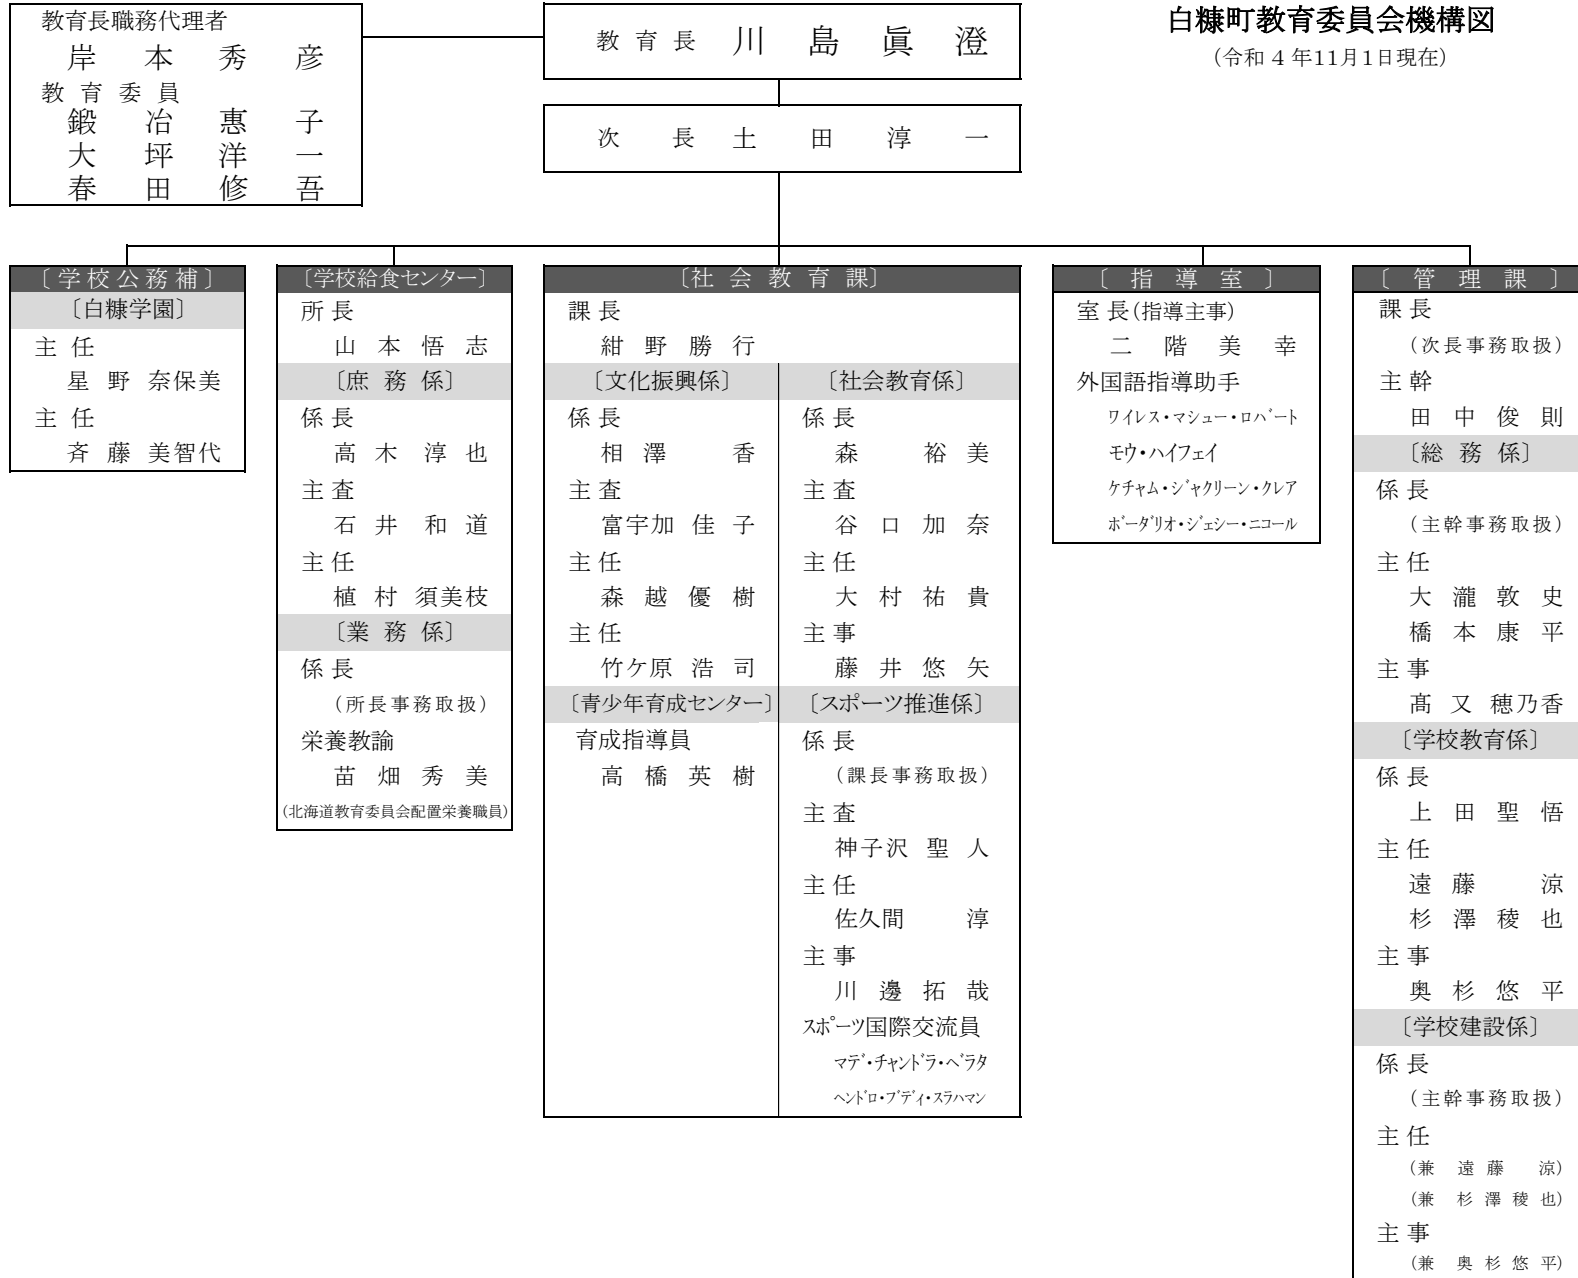 白糠町教育委員会機構図
(令和4年11月1日現在)
教育長職務代理者
岸本秀彦
教育委員
鍛冶惠子
大坪洋一
春田修吾
教育長 川島眞澄
次長 土田淳一
〔学校公務補〕
〔白糠学園〕
主任
星野奈保美
主任
斉藤美智代
〔学校給食センター〕
所長
山本悟志
〔庶務係〕
係長
高木淳也
主査
石井和道
主任
植村須美枝
〔業務係〕
係長
(所長事務取扱)
栄養教諭
苗畑秀美
(北海道教育委員会配置栄養職員)
〔社会教育課〕
課長
紺野勝行
〔文化振興係〕
係長
相澤香
主査
富宇加佳子
主任
森越優樹
主任
竹ケ原浩司
〔青少年育成センター〕
育成指導員
高橋英樹
〔社会教育係〕
係長
森裕美
主査
谷口加奈
主任
大村祐貴
主事
藤井悠矢
〔スポーツ推進係〕
係長
(課長事務取扱)
主査
神子沢聖人
主任
佐久間淳
主事
川邊拓哉
スポーツ国際交流員
マデ・チャンドラ・ベラタ
ヘンドロ・ブディ・スラハマン
〔指導室〕
室長(指導主事)
二階美幸
外国語指導助手
ワイレス・マシュー・ロバート
モウ・ハイフェイ
ケチャム・ジャクリーン・クレア
ボーダリオ・ジェシー・ニコール
〔管理課〕
課長
(次長事務取扱)
主幹
田中俊則
〔総務係〕
係長
(主幹事務取扱)
主任
大瀧敦史
橋本康平
主事
髙又穂乃香
〔学校教育係〕
係長
上田聖悟
主任
遠藤涼
杉澤稜也
主事
奥杉悠平
〔学校建設係〕
係長
(主幹事務取扱)
主任
(兼 遠藤涼)
(兼 杉澤稜也)
主事
(兼 奥杉悠平)